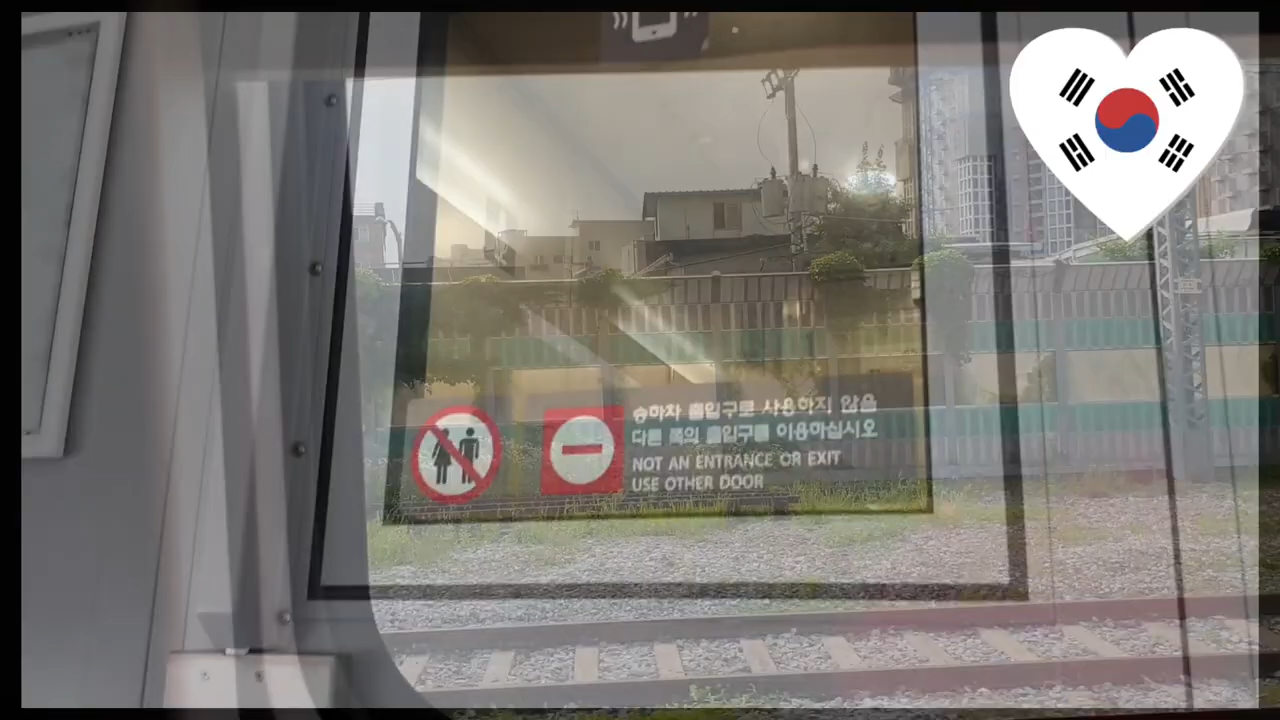 승하차 출입구로 사용하지 않음
다른 쪽의 출입구를 이용하십시오
NOT AN ENTRANCE OR EXIT
USE OTHER DOOR